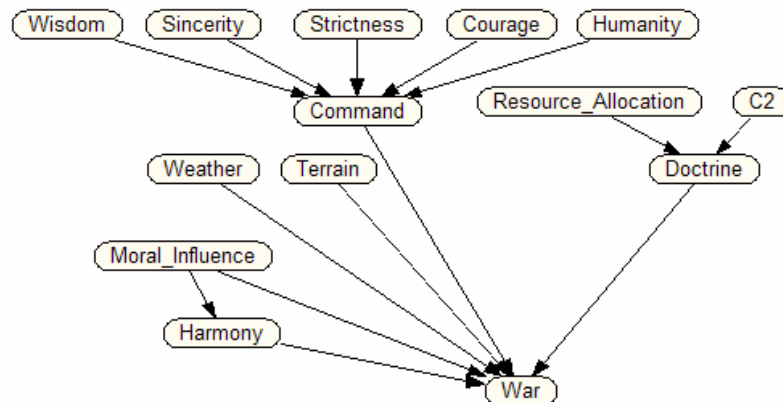 Wisdom Sincerity Strictness Courage Humanity
Command Resource_Allocation C2
Weather Terrain Doctrine
Moral_Influence
Harmony
War